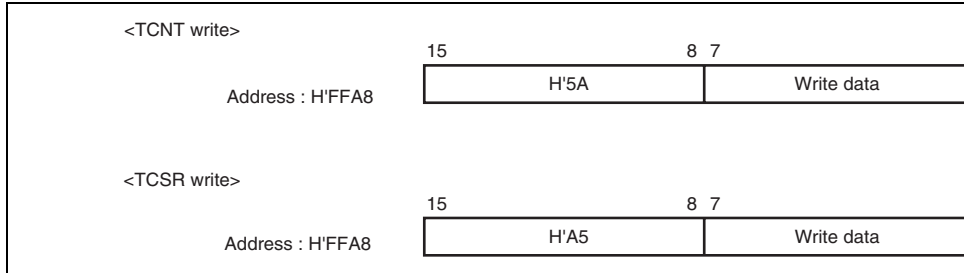 <TCNT write>
15 8 7
Address : H'FFA8 H'5A Write data
<TCSR write>
15 8 7
Address : H'FFA8 H'A5 Write data